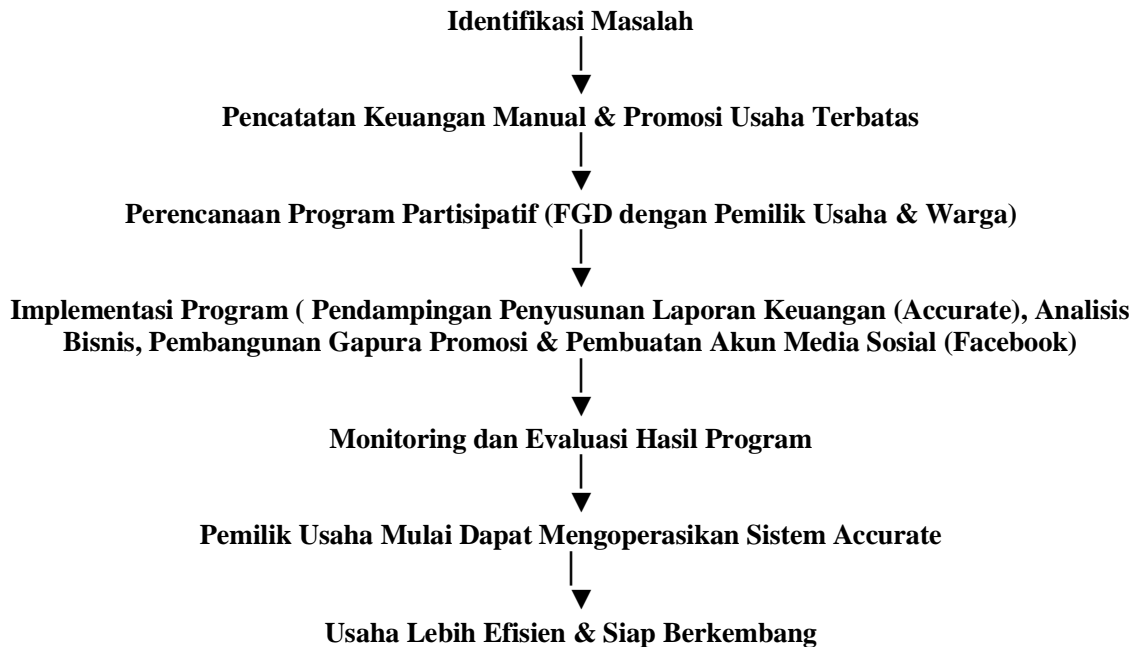 Identifikasi Masalah
Pencatatan Keuangan Manual & Promosi Usaha Terbatas
Perencanaan Program Partisipatif (FGD dengan Pemilik Usaha & Warga)
Implementasi Program ( Pendampingan Penyusunan Laporan Keuangan (Accurate), Analisis
Bisnis, Pembangunan Gapura Promosi & Pembuatan Akun Media Sosial (Facebook)
Monitoring dan Evaluasi Hasil Program
Pemilik Usaha Mulai Dapat Mengoperasikan Sistem Accurate
Usaha Lebih Efisien & Siap Berkembang